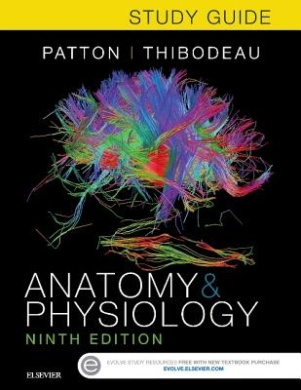 STUDY GUIDE
PATTON | THIBODEAU
ANATOMY &
PHYSIOLOGY
NINTH EDITION
ELSEVIER
EVOLVE STUDY RESOURCES FREE WITH NEW TEXTBOOK PURCHASE
EVOLVE.ELSEVIER.COM